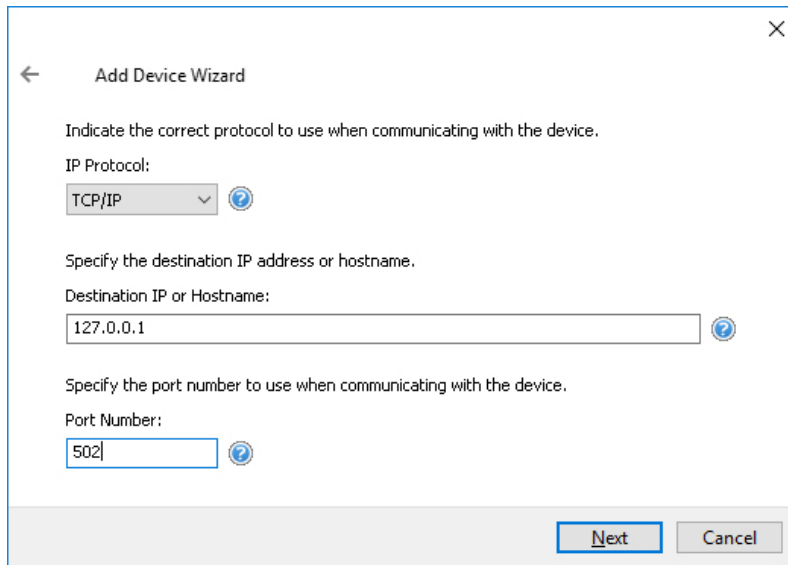 Add Device Wizard
Indicate the correct protocol to use when communicating with the device.
IP Protocol:
TCP/IP
Specify the destination IP address or hostname.
Destination IP or Hostname:
127.0.0.1
Specify the port number to use when communicating with the device.
Port Number:
502
Next Cancel